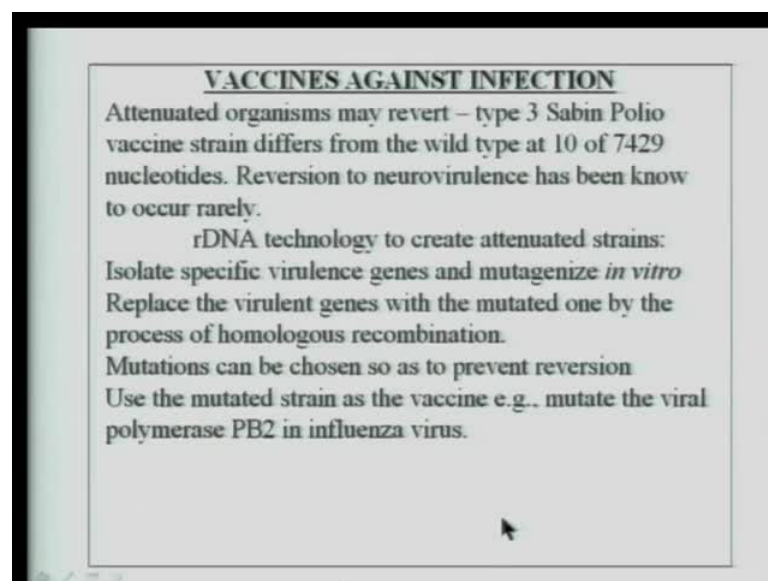 VACCINES AGAINST INFECTION
Attenuated organisms may revert – type 3 Sabin Polio
vaccine strain differs from the wild type at 10 of 7429
nucleotides. Reversion to neurovirulence has been know
to occur rarely.
rDNA technology to create attenuated strains:
Isolate specific virulence genes and mutagenize in vitro
Replace the virulent genes with the mutated one by the
process of homologous recombination.
Mutations can be chosen so as to prevent reversion
Use the mutated strain as the vaccine e.g., mutate the viral
polymerase PB2 in influenza virus.